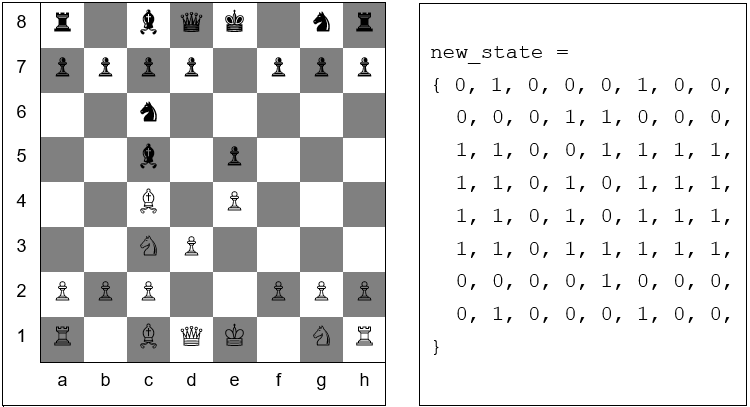 8
7
6
5
4
3
2
1
a b c d e f g h
new_state =
{ 0, 1, 0, 0, 0, 1, 0, 0,
0, 0, 0, 1, 1, 0, 0, 0,
1, 1, 0, 0, 1, 1, 1, 1,
1, 1, 0, 1, 0, 1, 1, 1,
1, 1, 0, 1, 0, 1, 1, 1,
1, 1, 0, 1, 1, 1, 1, 1,
0, 0, 0, 0, 1, 0, 0, 0,
0, 1, 0, 0, 0, 1, 0, 0,
}